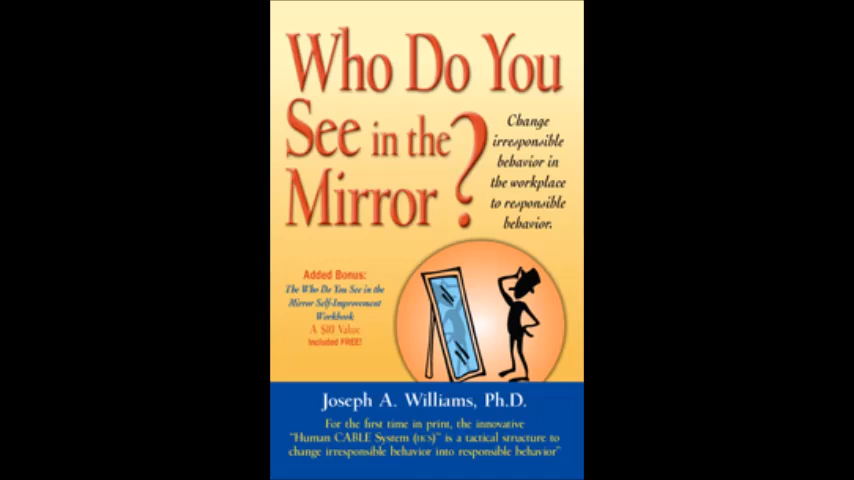 Who Do You
See in the
Mirror?
Change
irresponsible
behavior in
the workplace
to responsible
behavior.
Added Bonus:
The Who Do You See in the
Mirror Self-Improvement
Workbook
A $10 Value
Included FREE!
Joseph A. Williams, Ph.D.
For the first time in print, the innovative
"Human CABLE System (HCS)" is a tactical structure to
change irresponsible behavior into responsible behavior"